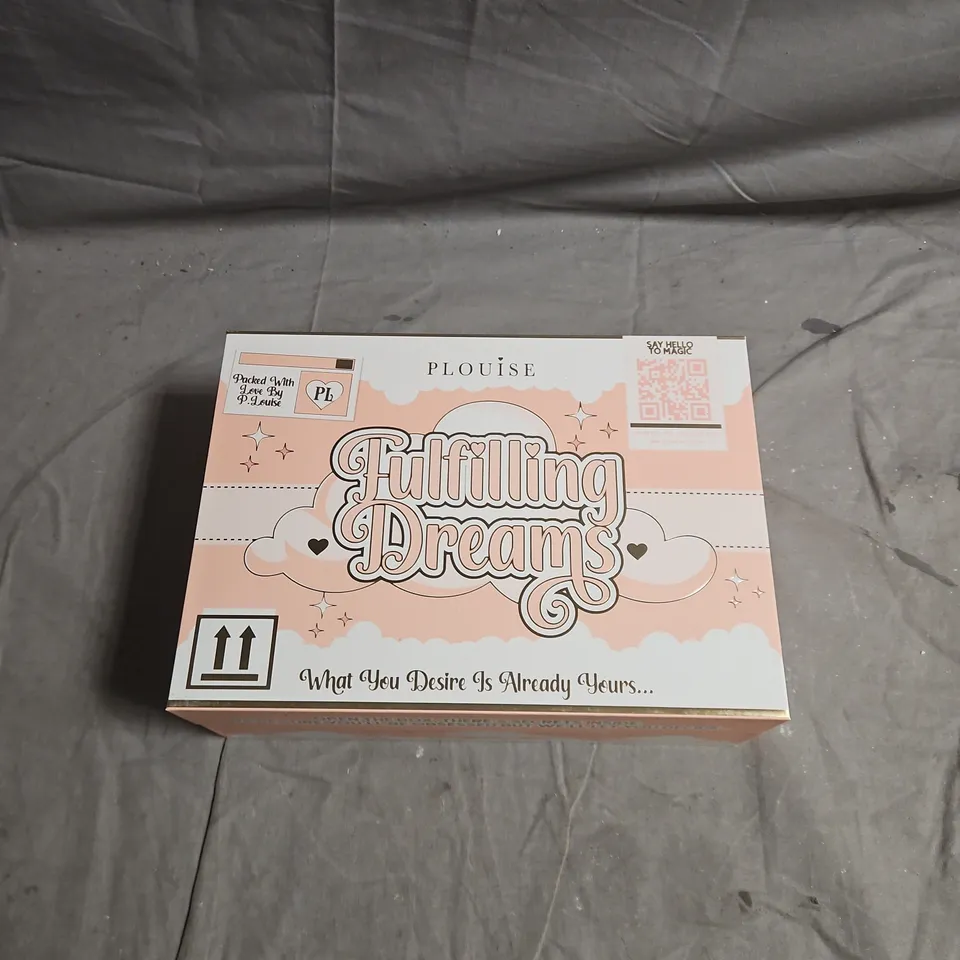 PLOUISE
SAY HELLO
TO MAGIC
Packed With
Love By
P.Louise
PL
Fulfilling
Dreams
What You Desire Is Already Yours...